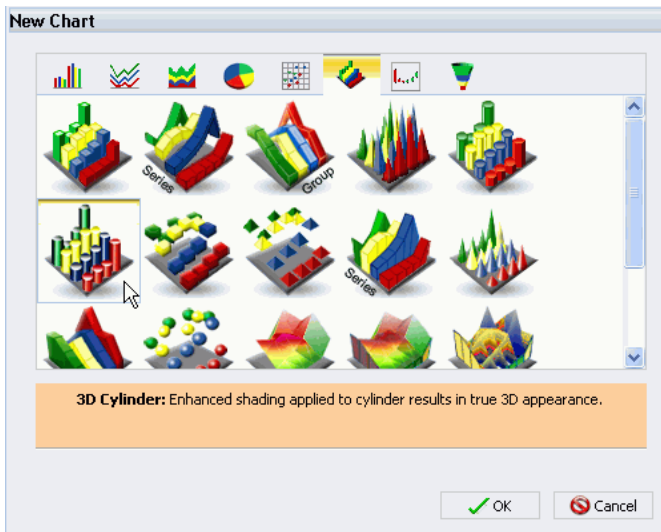 New Chart
Series
Group
Series
3D Cylinder: Enhanced shading applied to cylinder results in true 3D appearance.
OK
Cancel